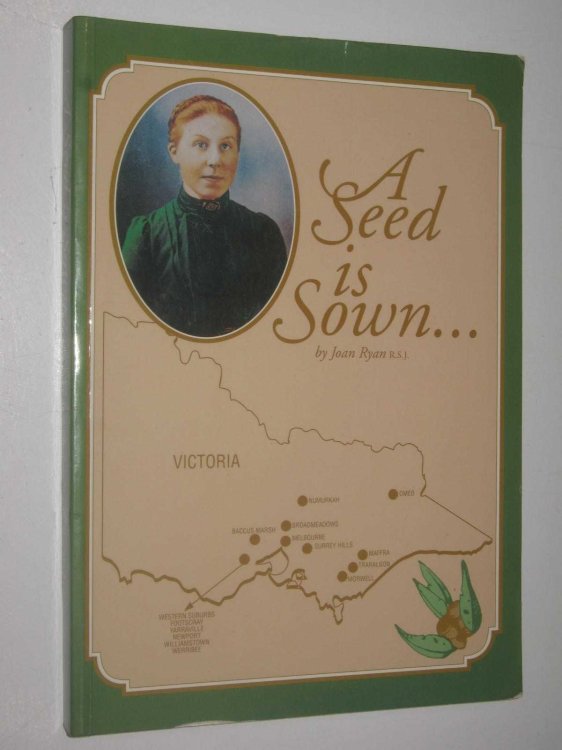 A
Seed
is
Sown...
by Joan Ryan R.S.J.
VICTORIA
NUMURKAH
OMEO
BROADMEADOWS
BACCUS MARSH
MELBOURNE
SURREY HILLS
MAFFRA
TRARALGON
MORWELL
WESTERN SUBURBS
FOOTSCRAY
YARRAVILLE
NEWPORT
WILLIAMSTOWN
WERRIBEE